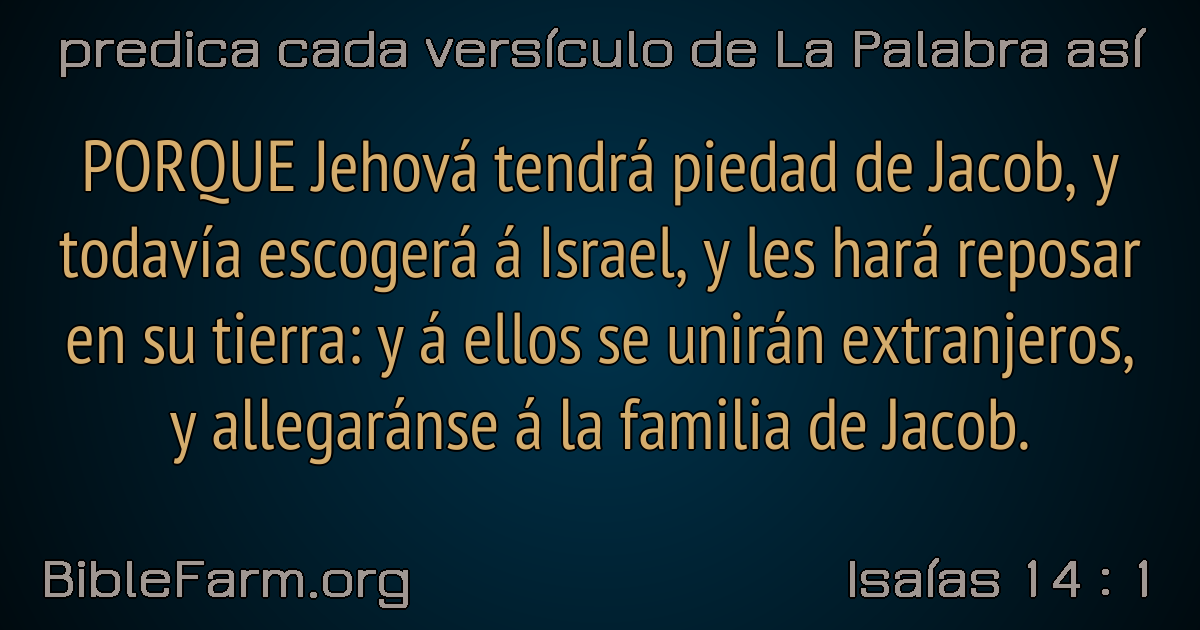 predica cada versículo de La Palabra así
PORQUE Jehová tendrá piedad de Jacob, y
todavía escogerá á Israel, y les hará reposar
en su tierra: y á ellos se unirán extranjeros,
y allegaránse á la familia de Jacob.
BibleFarm.org
Isaías 14 : 1